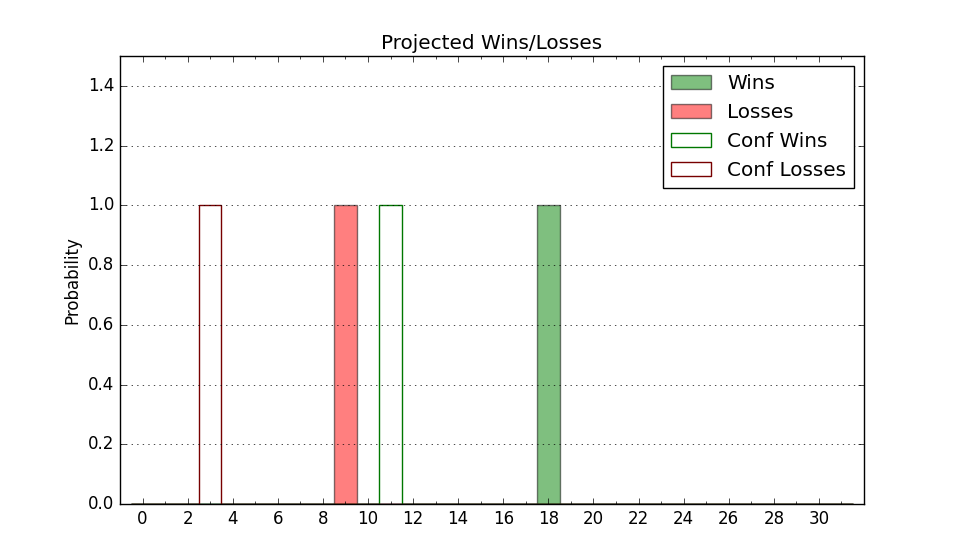 Projected Wins/Losses
Wins
Losses
Conf Wins
Conf Losses
Probability
1.4
1.2
1.0
0.8
0.6
0.4
0.2
0.0
0 2 4 6 8 10 12 14 16 18 20 22 24 26 28 30